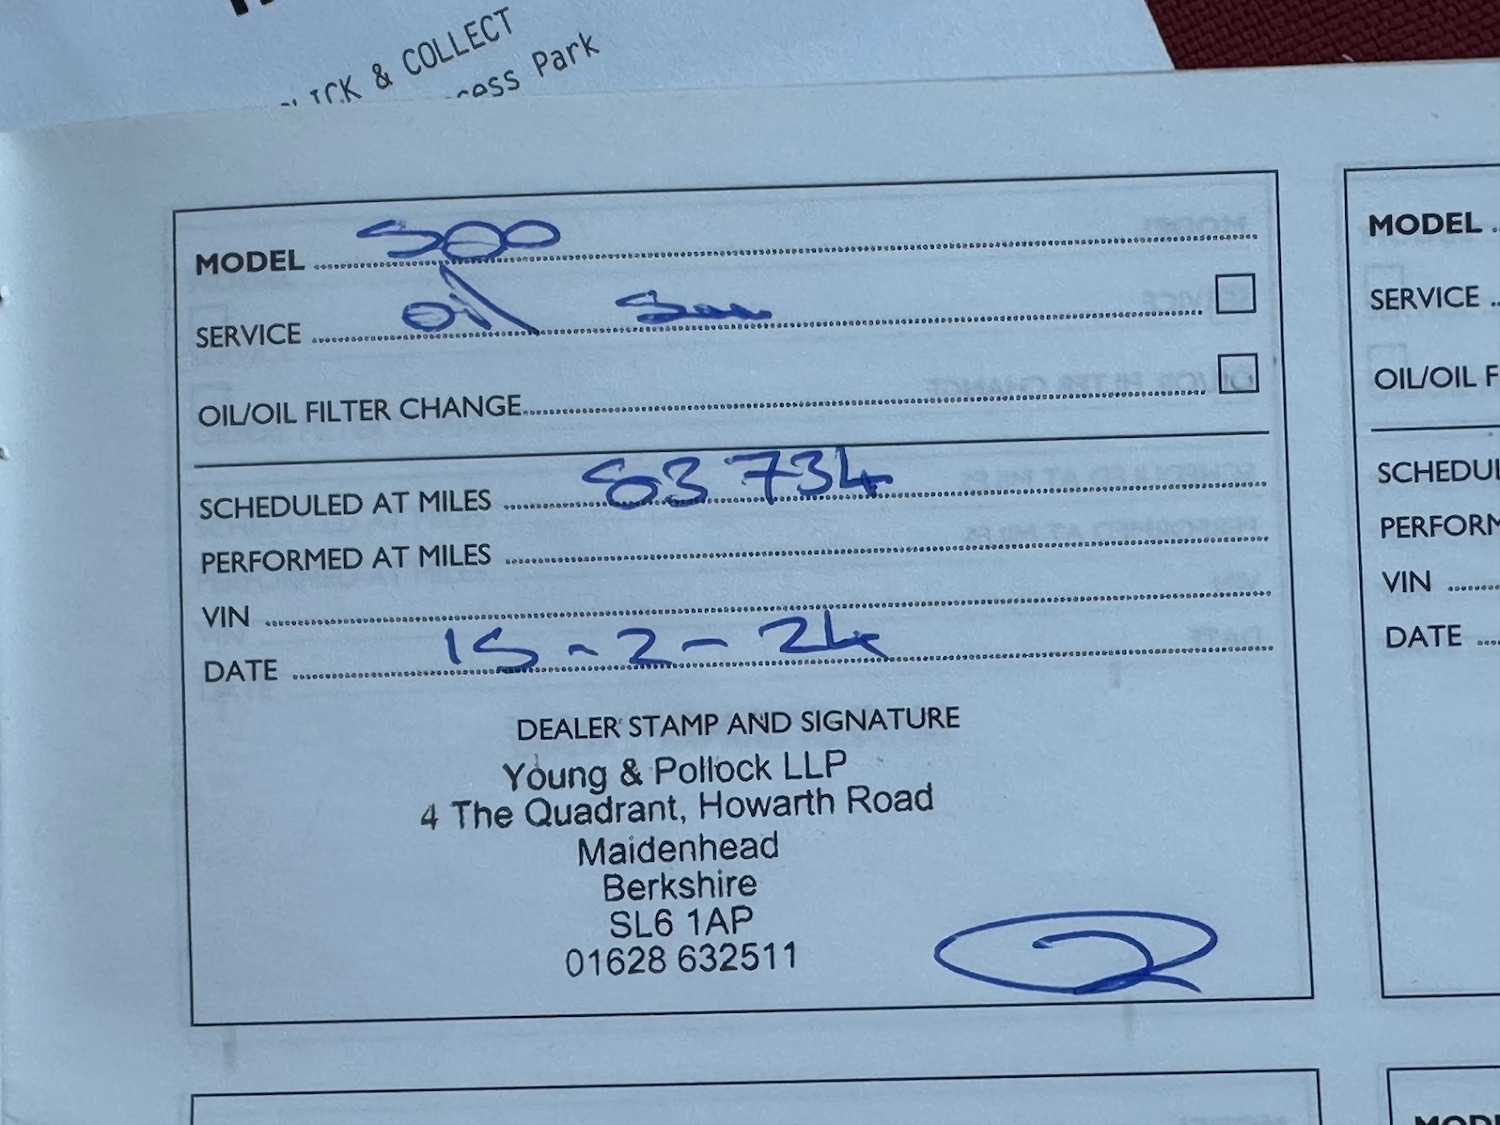 CLICK & COLLECT
Park
MODEL 500
SERVICE oil
OIL/OIL FILTER CHANGE
SCHEDULED AT MILES 83734
PERFORMED AT MILES
VIN
DATE 15-2-24
DEALER STAMP AND SIGNATURE
Young & Pollock LLP
4 The Quadrant, Howarth Road
Maidenhead
Berkshire
SL6 1AP
01628 632511
MODEL
SERVICE
OIL/OIL F
SCHEDUL
PERFORM
VIN
DATE